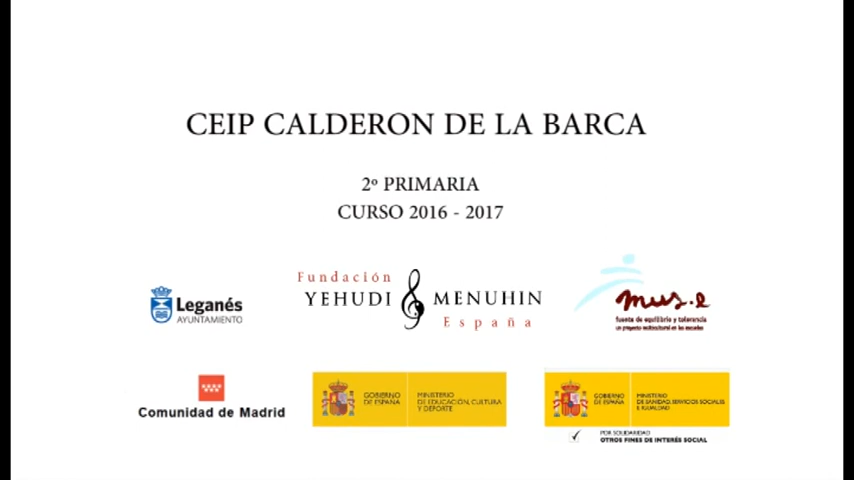 CEIP CALDERON DE LA BARCA
2º PRIMARIA
CURSO 2016 - 2017
Leganés
AYUNTAMIENTO
Fundación
YEHUDI MENUHIN
España
mus.e
fuente de equilibrio y tolerancia
un proyecto multicultural en las escuelas
Comunidad de Madrid
GOBIERNO
DE ESPAÑA
MINISTERIO
DE EDUCACIÓN, CULTURA
Y DEPORTE
GOBIERNO
DE ESPAÑA
MINISTERIO
DE SANIDAD, SERVICIOS SOCIALES
E IGUALDAD
POR SOLIDARIDAD
OTROS FINES DE INTERÉS SOCIAL